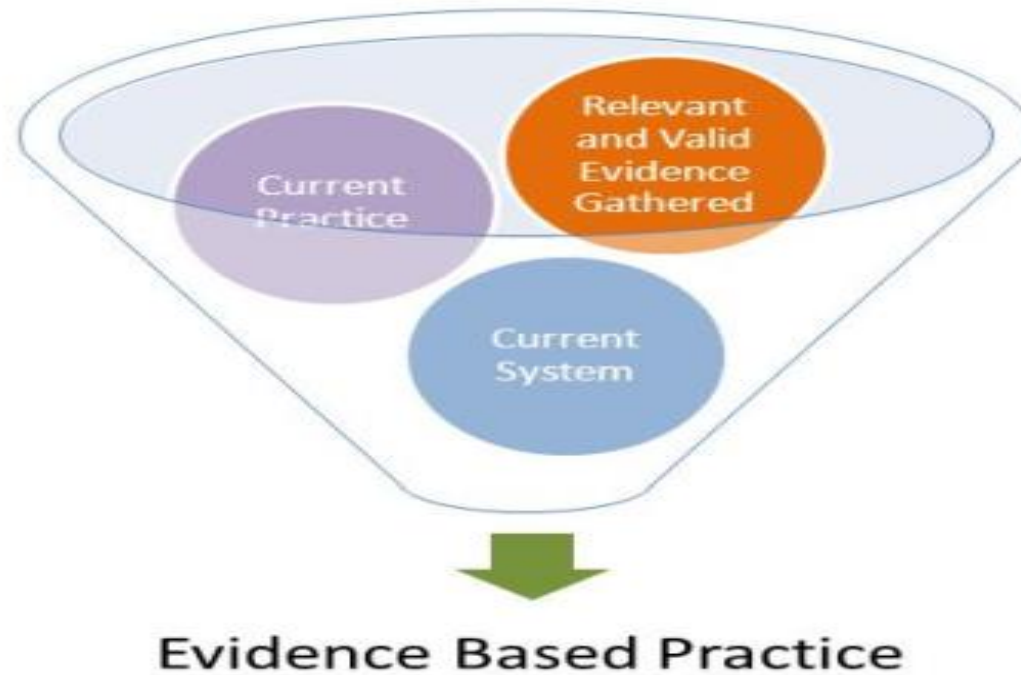 Relevant
and Valid
Evidence
Gathered
Current
Practice
Current
System
Evidence Based Practice